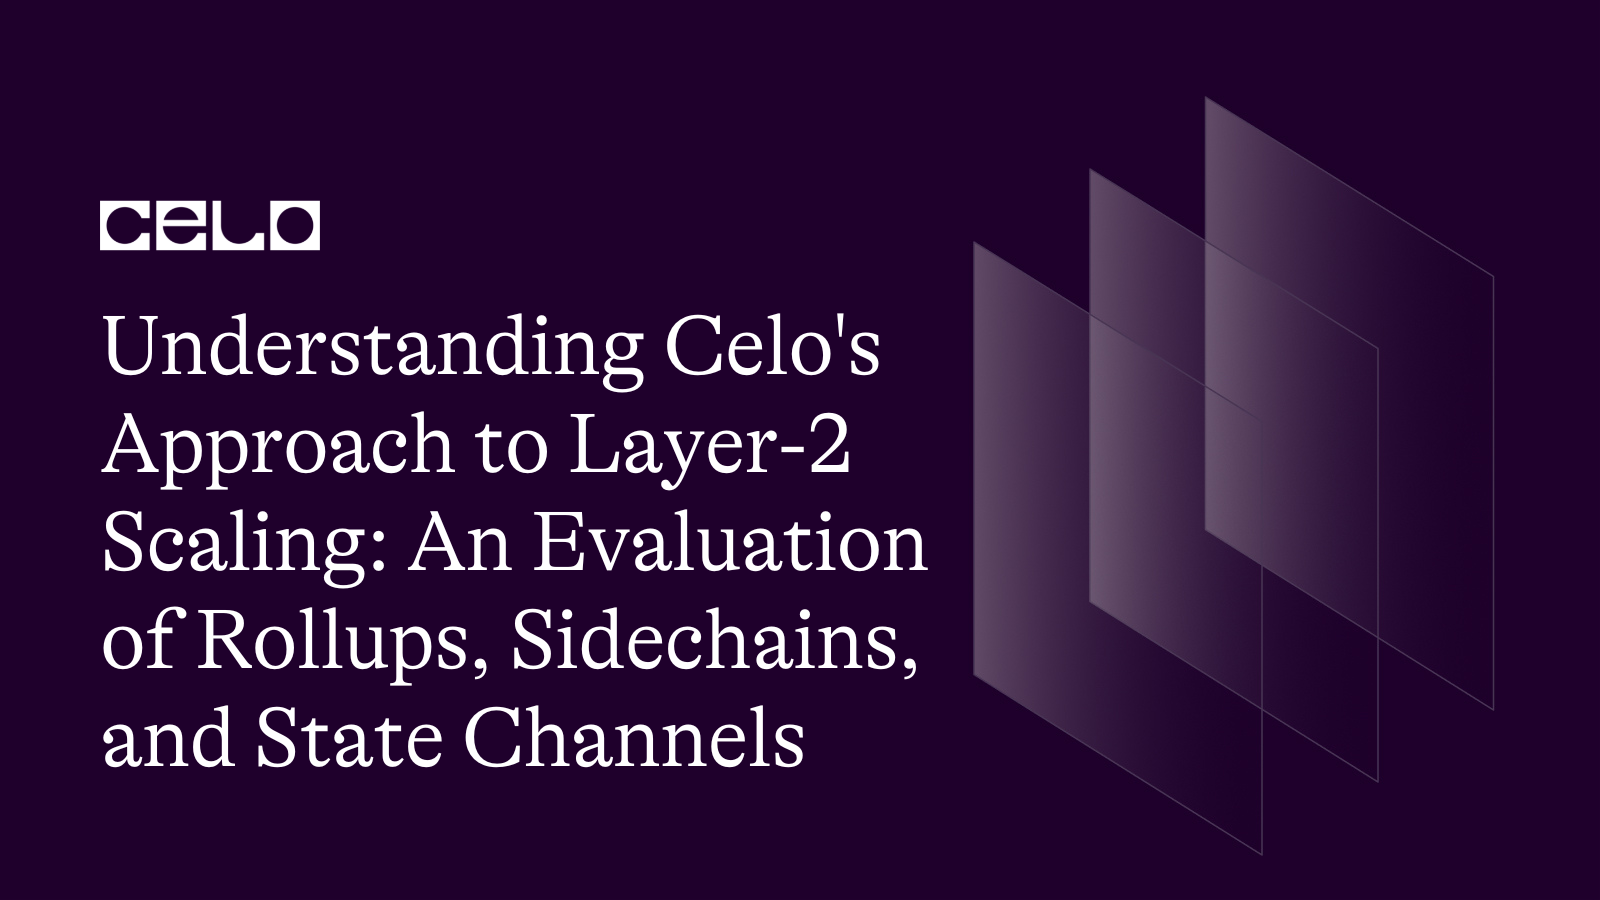 CELO
Understanding Celo's
Approach to Layer-2
Scaling: An Evaluation
of Rollups, Sidechains,
and State Channels